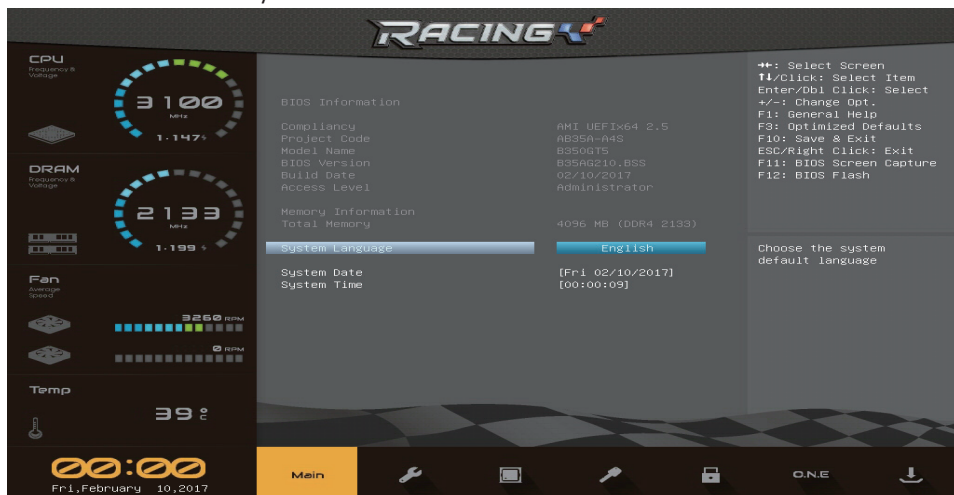 RACING
CPU
Frequency &
Voltage
3100
MHz
1.147
DRAM
Frequency &
Voltage
2133
MHz
1.199
Fan
Average
Speed
3260 RPM
0 RPM
Temp
39 °C
00:00
Fri,February 10,2017
BIOS Information
Compliancy AMI UEFIx64 2.5
Project Code AB35A-A4S
Model Name B350GT5
BIOS Version B35AG210.BSS
Build Date 02/10/2017
Access Level Administrator
Memory Information
Total Memory 4096 MB (DDR4 2133)
System Language English
System Date [Fri 02/10/2017]
System Time [00:00:09]
→←: Select Screen
↑↓/Click: Select Item
Enter/Dbl Click: Select
+/-: Change Opt.
F1: General Help
F3: Optimized Defaults
F10: Save & Exit
ESC/Right Click: Exit
F11: BIOS Screen Capture
F12: BIOS Flash
Choose the system
default language
Main
O.N.E